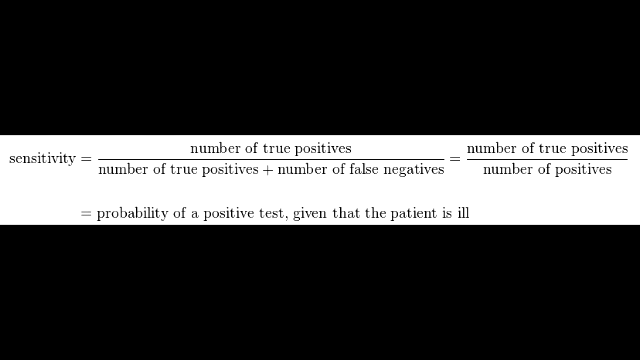 sensitivity = number of true positives / number of true positives + number of false negatives = number of true positives / number of positives
= probability of a positive test, given that the patient is ill